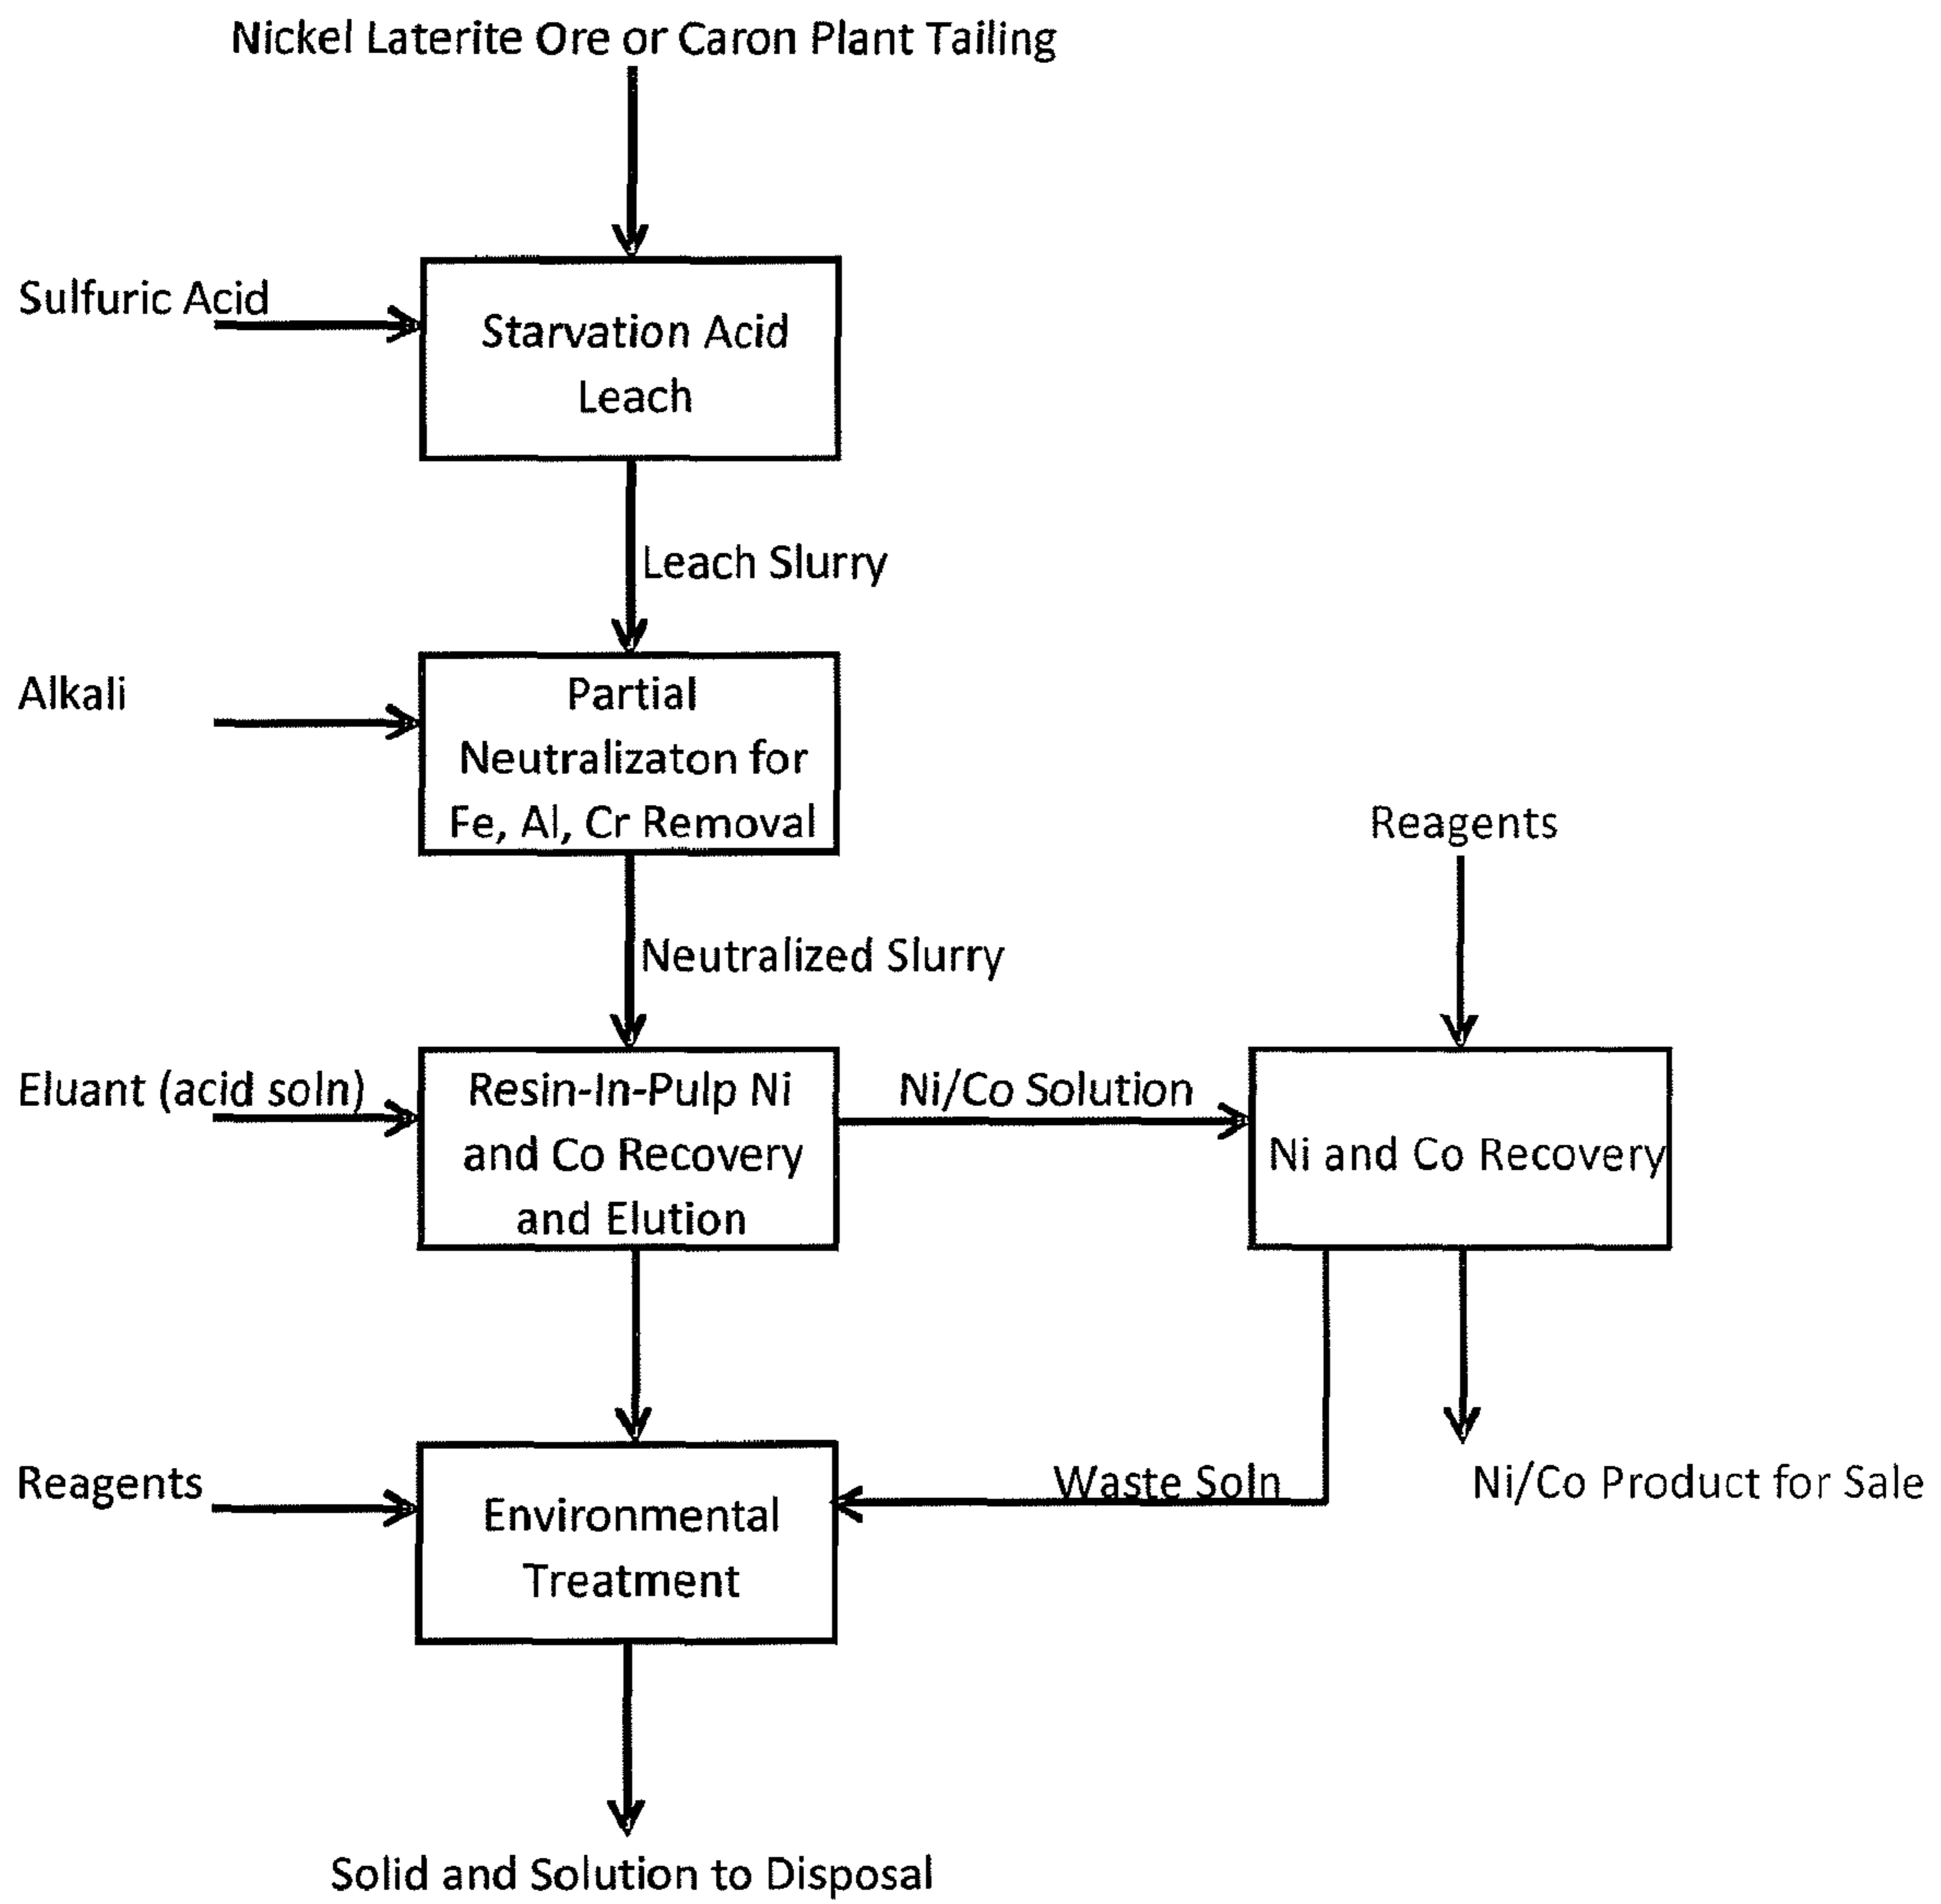 Nickel Laterite Ore or Caron Plant Tailing
Sulfuric Acid
Starvation Acid
Leach
Leach Slurry
Alkali
Partial
Neutralizaton for
Fe, Al, Cr Removal
Reagents
Neutralized Slurry
Eluant (acid soln)
Resin-In-Pulp Ni
and Co Recovery
and Elution
Ni/Co Solution
Ni and Co Recovery
Reagents
Environmental
Treatment
Waste Soln
Ni/Co Product for Sale
Solid and Solution to Disposal